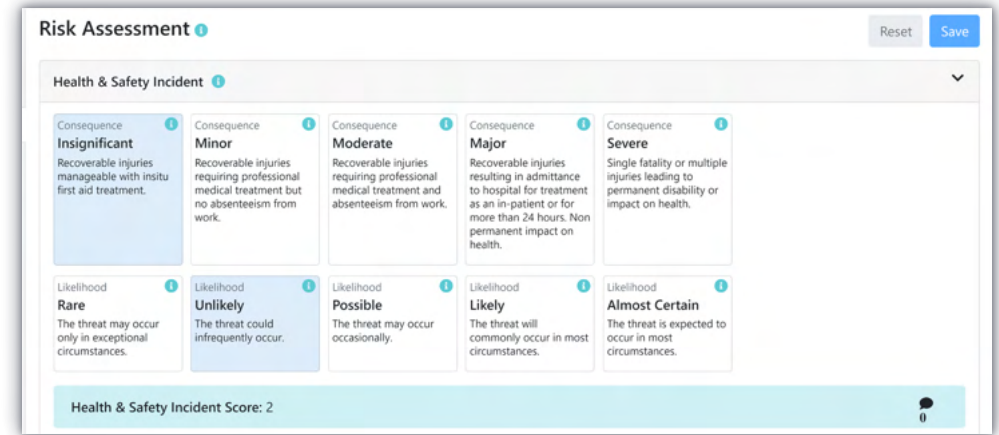 Risk Assessment
Reset
Save
Health & Safety Incident
Consequence
Insignificant
Recoverable injuries
manageable with insitu
first aid treatment.
Consequence
Minor
Recoverable injuries
requiring professional
medical treatment but
no absenteeism from
work.
Consequence
Moderate
Recoverable injuries
requiring professional
medical treatment and
absenteeism from work.
Consequence
Major
Recoverable injuries
resulting in admittance
to hospital for treatment
as an in-patient or for
more than 24 hours. Non
permanent impact on
health.
Consequence
Severe
Single fatality or multiple
injuries leading to
permanent disability or
impact on health.
Likelihood
Rare
The threat may occur
only in exceptional
circumstances.
Likelihood
Unlikely
The threat could
infrequently occur.
Likelihood
Possible
The threat may occur
occasionally.
Likelihood
Likely
The threat will
commonly occur in most
circumstances.
Likelihood
Almost Certain
The threat is expected to
occur in most
circumstances.
Health & Safety Incident Score: 2
0